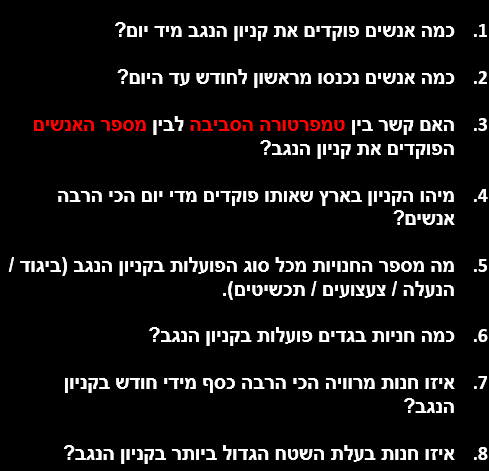 1. כמה אנשים פוקדים את קניון הנגב מיד יום?
2. כמה אנשים נכנסו מראשון לחודש עד היום?
3. האם קשר בין טמפרטורה הסביבה לבין מספר האנשים
הפוקדים את קניון הנגב?
4. מיהו הקניון בארץ שאותו פוקדים מדי יום הכי הרבה
אנשים?
5. מה מספר החנויות מכל סוג הפועלות בקניון הנגב (ביגוד /
הנעלה / צעצועים / תכשיטים).
6. כמה חניות בגדים פועלות בקניון הנגב?
7. איזו חנות מרוויה הכי הרבה כסף מידי חודש בקניון
הנגב?
8. איזו חנות בעלת השטח הגדול ביותר בקניון הנגב?